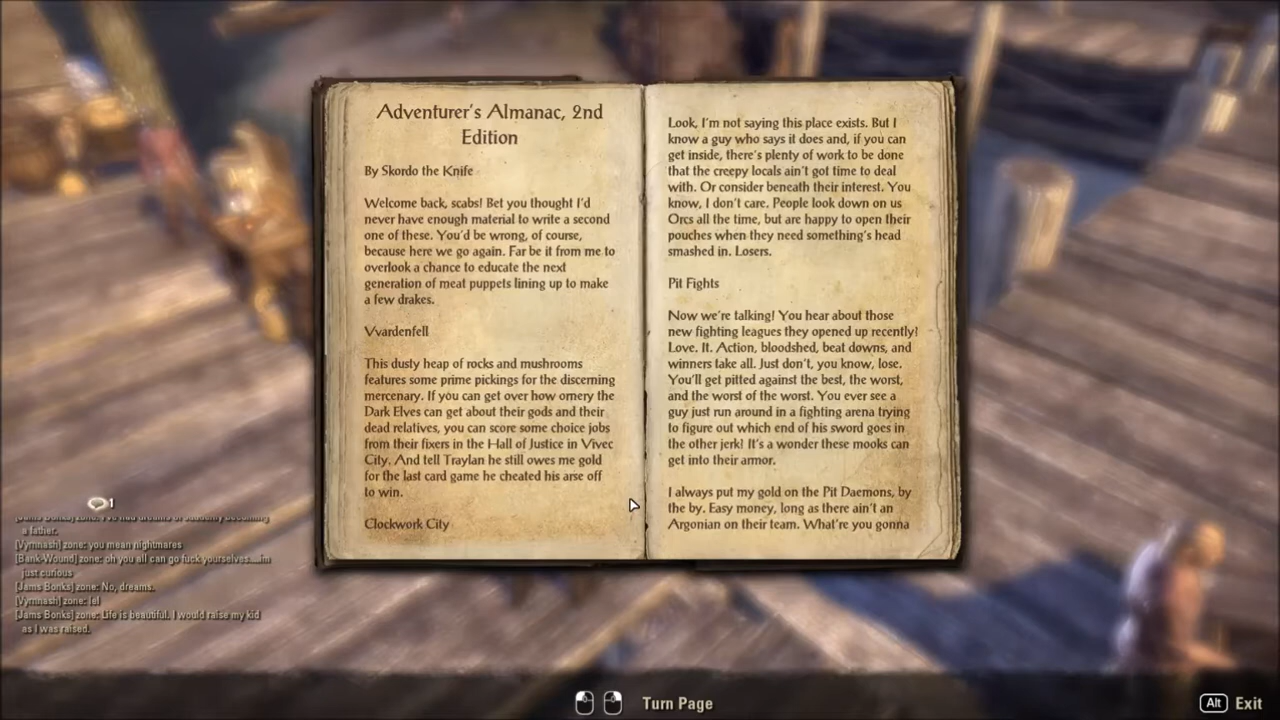 Adventurer's Almanac, 2nd
Edition
By Skordo the Knife
Welcome back, scabs! Bet you thought I'd
never have enough material to write a second
one of these. You'd be wrong, of course,
because here we go again. Far be it from me to
overlook a chance to educate the next
generation of meat puppets lining up to make
a few drakes.
Vvardenfell
This dusty heap of rocks and mushrooms
features some prime pickings for the discerning
mercenary. If you can get over how ornery the
Dark Elves can get about their gods and their
dead relatives, you can score some choice jobs
from their fixers in the Hall of Justice in Vivec
City. And tell Traylan he still owes me gold
for the last card game he cheated his arse off
to win.
Clockwork City
Look, I'm not saying this place exists. But I
know a guy who says it does and, if you can
get inside, there's plenty of work to be done
that the creepy locals ain't got time to deal
with. Or consider beneath their interest. You
know, I don't care. People look down on us
Orcs all the time, but are happy to open their
pouches when they need something's head
smashed in. Losers.
Pit Fights
Now we're talking! You hear about those
new fighting leagues they opened up recently?
Love. It. Action, bloodshed, beat downs, and
winners take all. Just don't, you know, lose.
You'll get pitted against the best, the worst,
and the worst of the worst. You ever see a
guy just run around in a fighting arena trying
to figure out which end of his sword goes in
the other jerk? It's a wonder these mooks can
get into their armor.
I always put my gold on the Pit Daemons, by
the by. Easy money, long as there ain't an
Argonian on their team. What're you gonna
1
[Jams Bonks] zone: I've had dreams of suddenly becoming
a father.
[Vymnash] zone: you mean nightmares
[Bank-Wound] zone: oh you all can go fuck yourselves....im
just curious
[Jams Bonks] zone: No, dreams.
[Vymnash] zone: lel
[Jams Bonks] zone: Life is beautiful. I would raise my kid
as I was raised.
Turn Page
Alt Exit